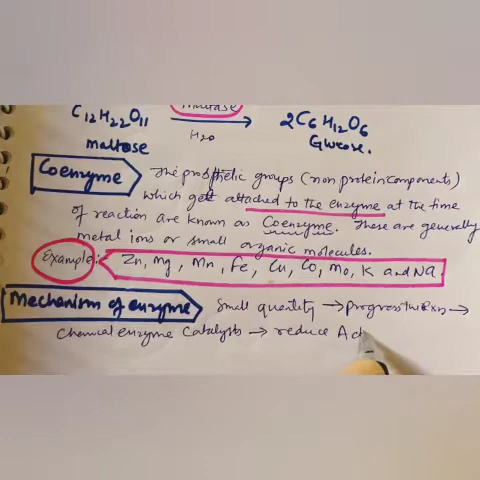 C12H22O11 Maltase 2C6H12O6
H2O
maltose Glucose.
Coenzyme The prosthetic groups (non protein components)
which get attached to the enzyme at the time
of reaction are known as Coenzyme. These are generally
metal ions or small organic molecules.
Example: Zn, Mg, Mn, Fe, Cu, Co, Mo, K and Na.
Mechanism of enzyme Small quantity → progress the rxn →
Chemical enzyme Catalysts → reduce Act